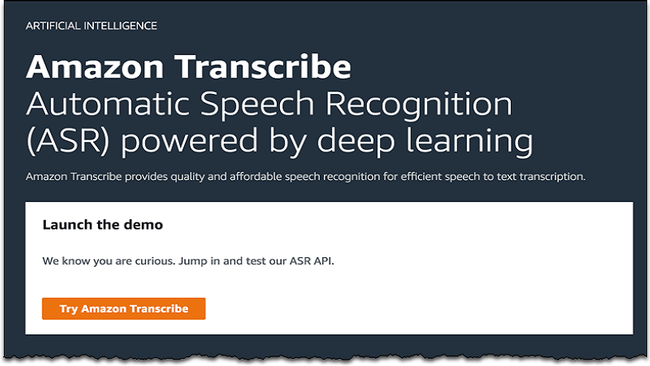 ARTIFICIAL INTELLIGENCE
Amazon Transcribe
Automatic Speech Recognition
(ASR) powered by deep learning
Amazon Transcribe provides quality and affordable speech recognition for efficient speech to text transcription.
Launch the demo
We know you are curious. Jump in and test our ASR API.
Try Amazon Transcribe